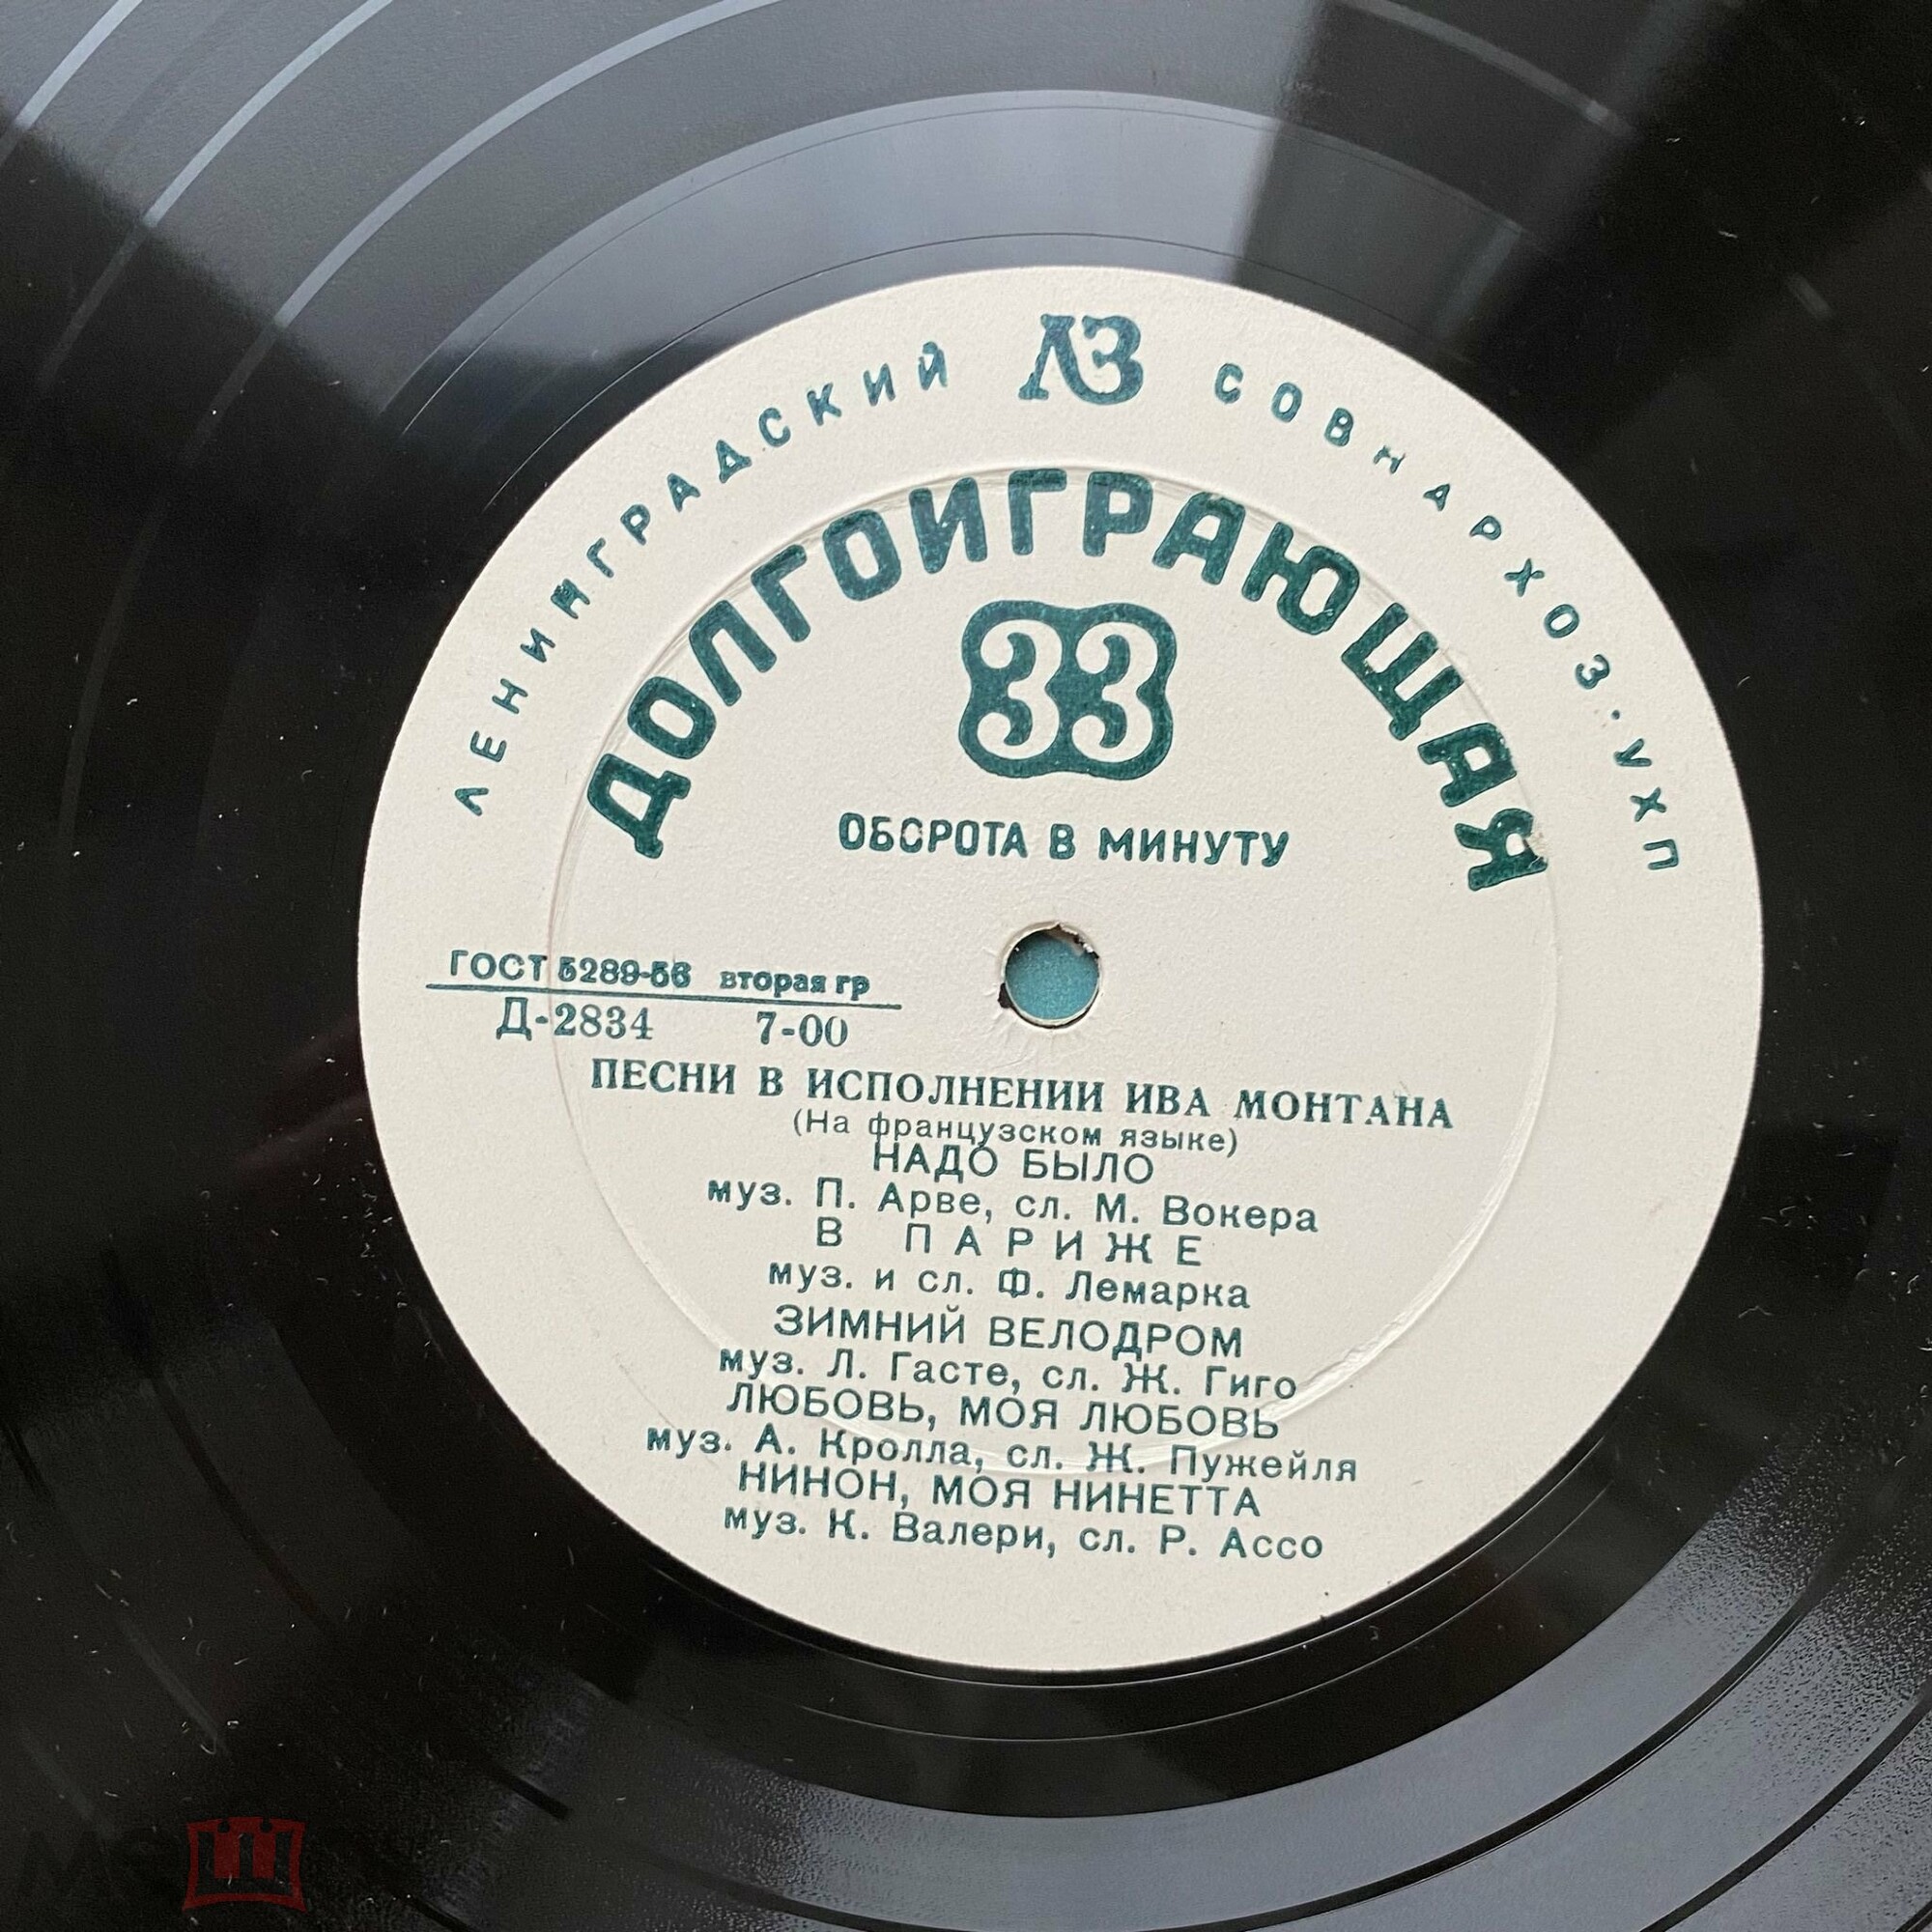 ЛЕНИНГРАДСКИЙ ЛЗ СОВНАРХОЗ·УХП
ДОЛГОИГРАЮЩАЯ
33
ОБОРОТА В МИНУТУ
ГОСТ 5289-56 вторая гр
Д-2834 7-00
ПЕСНИ В ИСПОЛНЕНИИ ИВА МОНТАНА
(На французском языке)
НАДО БЫЛО
муз. П. Арве, сл. М. Вокера
В ПАРИЖЕ
муз. и сл. Ф. Лемарка
ЗИМНИЙ ВЕЛОДРОМ
муз. Л. Гасте, сл. Ж. Гиго
ЛЮБОВЬ, МОЯ ЛЮБОВЬ
муз. А. Кролла, сл. Ж. Пужейля
НИНОН, МОЯ НИНЕТТА
муз. К. Валери, сл. Р. Ассо